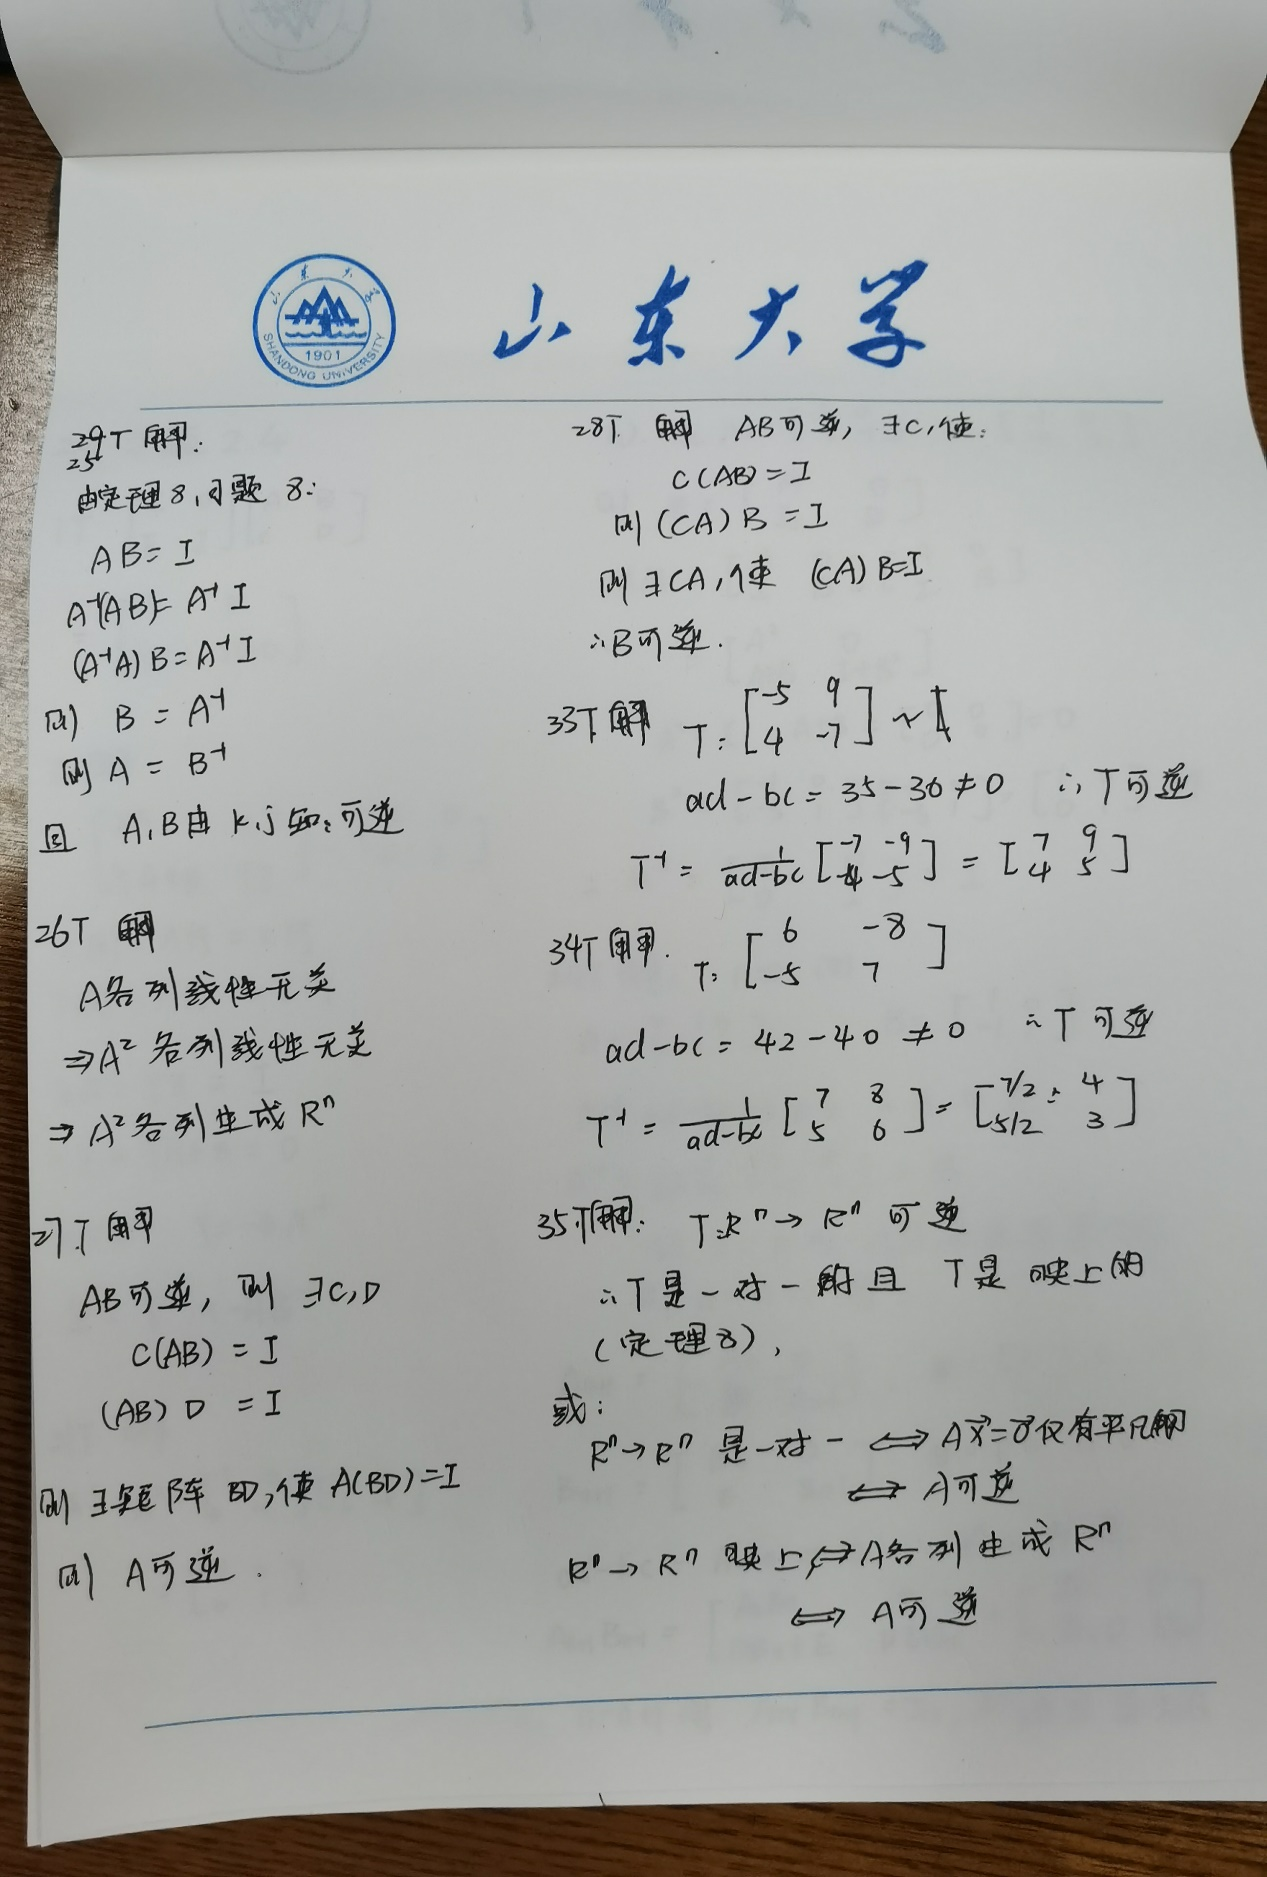 山东大学
SHANDONG UNIVERSITY
1901
29T 解:
25
由定理8,习题 8:
AB = I
A⁻¹(AB) = A⁻¹ I
(A⁻¹A) B = A⁻¹ I
则 B = A⁻¹
则 A = B⁻¹
A, B由 k, j 知: 可逆
26T 解
A各列线性无关
⇒ A² 各列线性无关
⇒ A² 各列生成 Rⁿ
27.T 解
AB可逆, 则 ∃C,D
C(AB) = I
(AB) D = I
则 ∃矩阵 BD, 使 A(BD) = I
则 A可逆.
28T. 解 AB可逆, ∃C, 使:
C(AB) = I
则 (CA) B = I
则 ∃CA, 使 (CA) B=I
∴B可逆.
33T.解 T: [-5 9
4 -7] ~
ad-bc = 35-36 ≠ 0 ∴ T可逆
T⁻¹ = 1/(ad-bc) [-7 -9
-4 -5] = [7 9
4 5]
34T解. T: [6 -8
-5 7]
ad-bc = 42-40 ≠ 0 ∴ T 可逆
T⁻¹ = 1/(ad-bc) [7 8
5 6] = [7/2 4
5/2 3]
35T解: T:Rⁿ → Rⁿ 可逆
∴T是一对一的且 T是映上的
(定理8),
或:
Rⁿ→Rⁿ 是一对一 ⇔ Ax⃗=0⃗仅有平凡解
⇔ A可逆
Rⁿ → Rⁿ 映上 ⇔ A各列生成 Rⁿ
⇔ A可逆